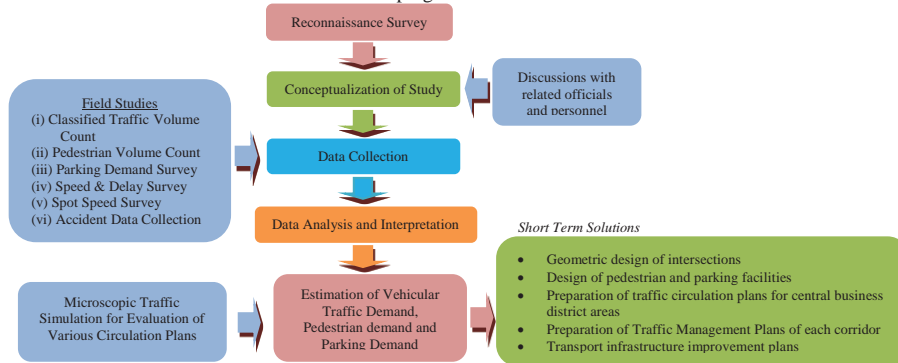 Reconnaissance Survey
Conceptualization of Study
Discussions with
related officials
and personnel
Field Studies
(i) Classified Traffic Volume
Count
(ii) Pedestrian Volume Count
(iii) Parking Demand Survey
(iv) Speed & Delay Survey
(v) Spot Speed Survey
(vi) Accident Data Collection
Data Collection
Data Analysis and Interpretation
Short Term Solutions
• Geometric design of intersections
• Design of pedestrian and parking facilities
• Preparation of traffic circulation plans for central business
district areas
• Preparation of Traffic Management Plans of each corridor
• Transport infrastructure improvement plans
Microscopic Traffic
Simulation for Evaluation of
Various Circulation Plans
Estimation of Vehicular
Traffic Demand,
Pedestrian demand and
Parking Demand